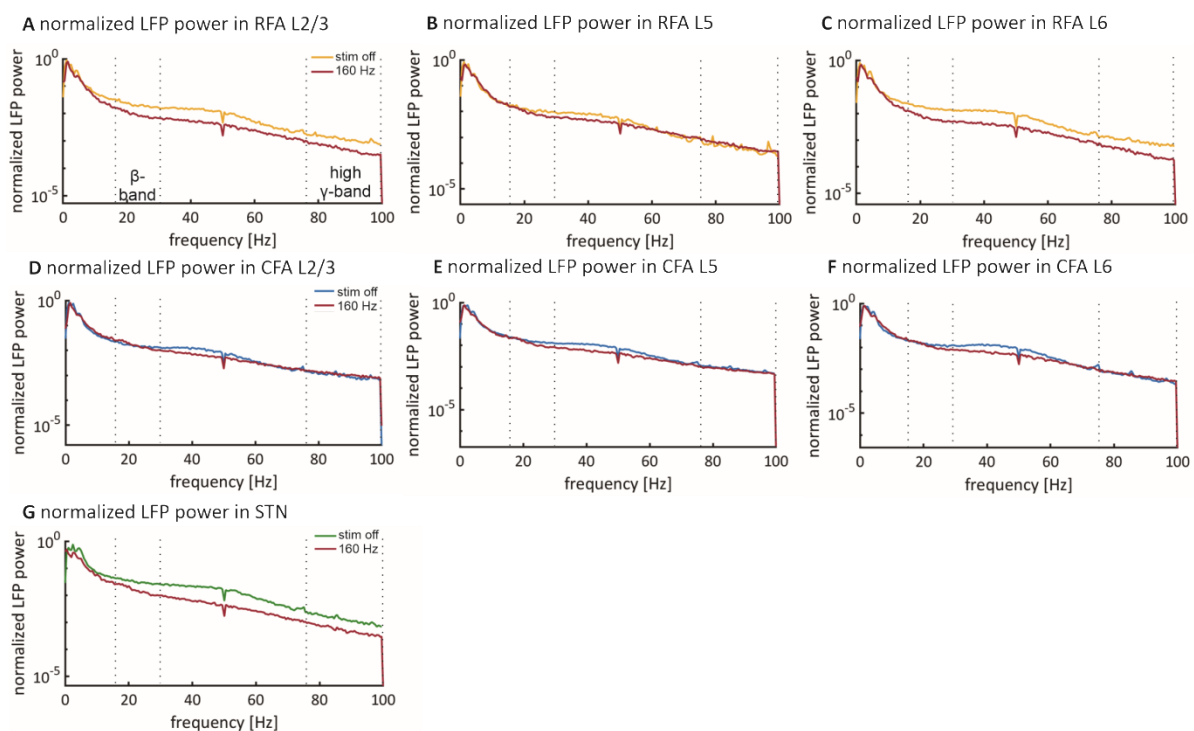 A normalized LFP power in RFA L2/3
B normalized LFP power in RFA L5
C normalized LFP power in RFA L6
normalized LFP power
10^0
10^-5
stim off
160 Hz
β-band
high γ-band
0 20 40 60 80 100
frequency [Hz]
normalized LFP power
10^0
10^-5
0 20 40 60 80 100
frequency [Hz]
normalized LFP power
10^0
10^-5
0 20 40 60 80 100
frequency [Hz]
D normalized LFP power in CFA L2/3
E normalized LFP power in CFA L5
F normalized LFP power in CFA L6
normalized LFP power
10^0
10^-5
stim off
160 Hz
0 20 40 60 80 100
frequency [Hz]
normalized LFP power
10^0
10^-5
0 20 40 60 80 100
frequency [Hz]
normalized LFP power
10^0
10^-5
0 20 40 60 80 100
frequency [Hz]
G normalized LFP power in STN
normalized LFP power
10^0
10^-5
stim off
160 Hz
0 20 40 60 80 100
frequency [Hz]